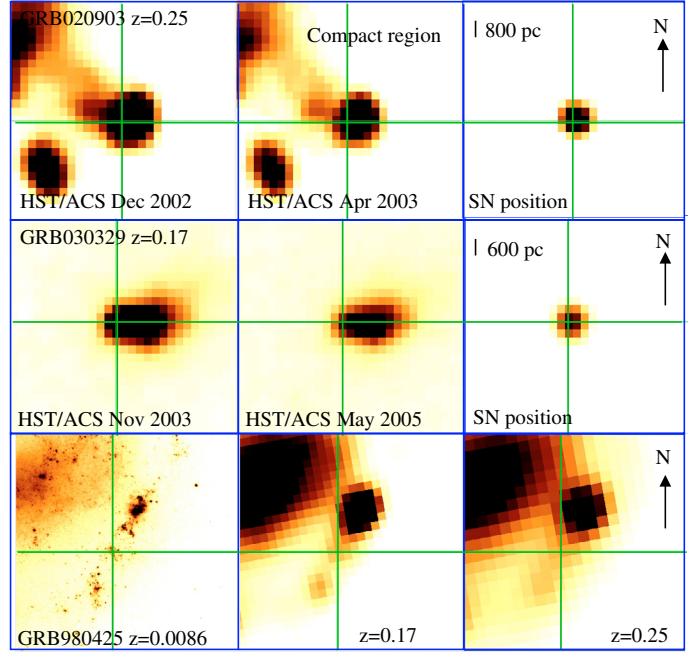 GRB020903 z=0.25
Compact region
| 800 pc
N
HST/ACS Dec 2002
HST/ACS Apr 2003
SN position
GRB030329 z=0.17
| 600 pc
N
HST/ACS Nov 2003
HST/ACS May 2005
SN position
N
GRB980425 z=0.0086
z=0.17
z=0.25